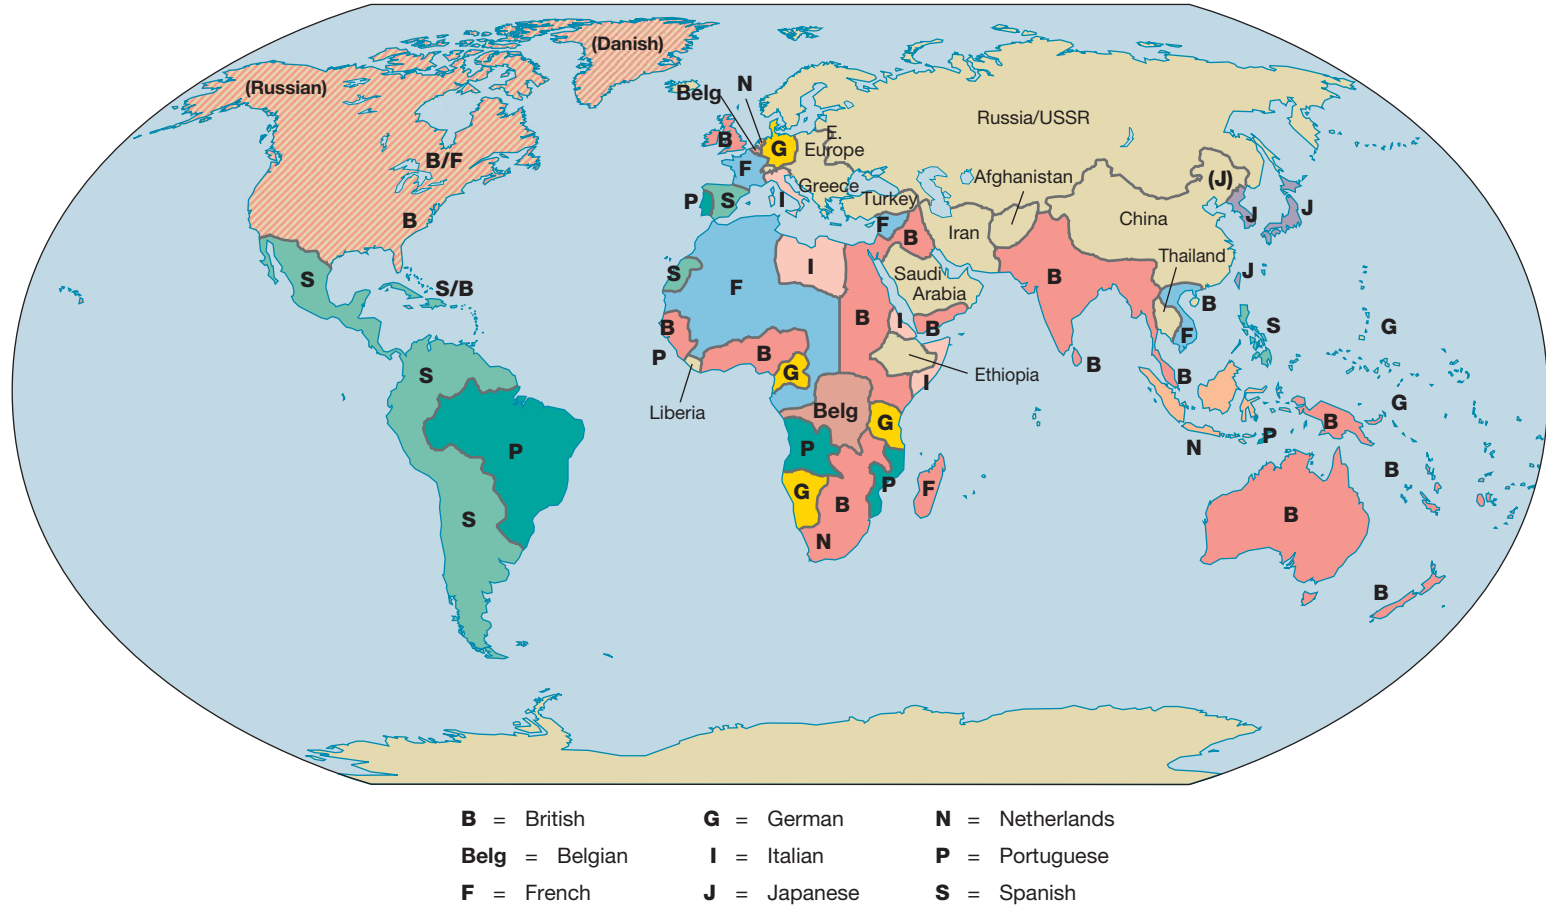 (Danish)
(Russian)
N
Belg
Russia/USSR
E.
Europe
B
G
B/F
F
Afghanistan
(J)
Greece
P
S
I
Turkey
J
J
B
F
B
Iran
China
Thailand
S
S
I
Saudi
Arabia
B
J
S/B
F
B
B
I
B
S
G
B
P
B
F
G
Ethiopia
B
B
S
I
Liberia
Belg
G
G
B
P
P
N
P
G
P
F
B
S
B
B
N
B
B = British
G = German
N = Netherlands
Belg = Belgian
I = Italian
P = Portuguese
F = French
J = Japanese
S = Spanish